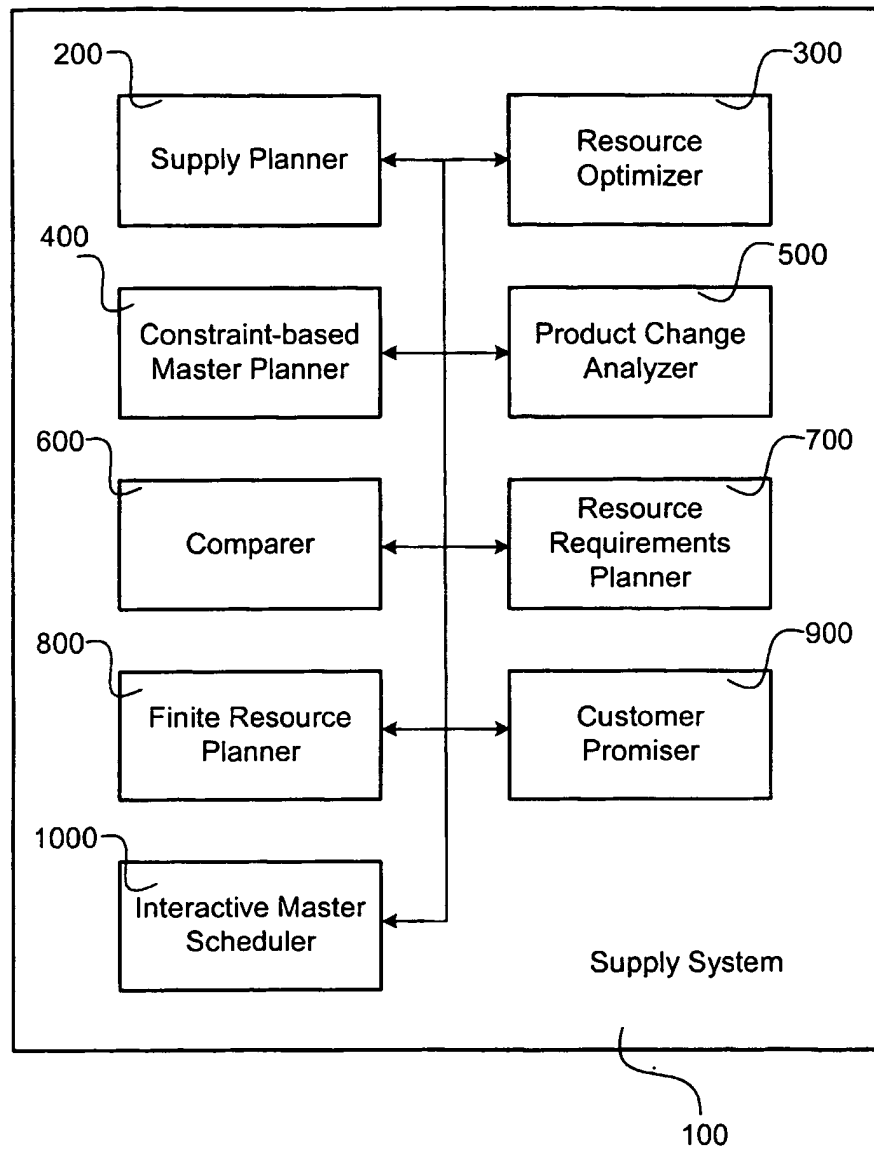 200
300
Supply Planner
Resource
Optimizer
400
500
Constraint-based
Master Planner
Product Change
Analyzer
600
700
Comparer
Resource
Requirements
Planner
800
900
Finite Resource
Planner
Customer
Promiser
1000
Interactive Master
Scheduler
Supply System
100